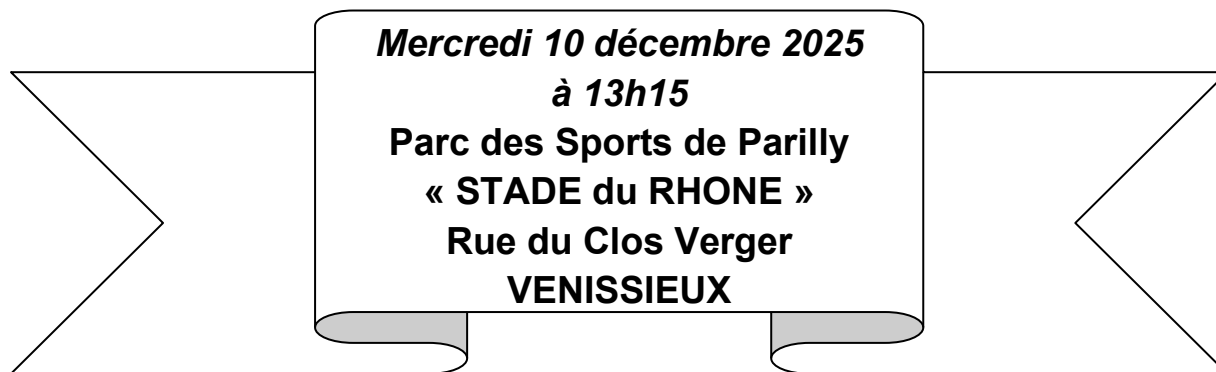 Mercredi 10 décembre 2025
à 13h15
Parc des Sports de Parilly
« STADE du RHONE »
Rue du Clos Verger
VENISSIEUX